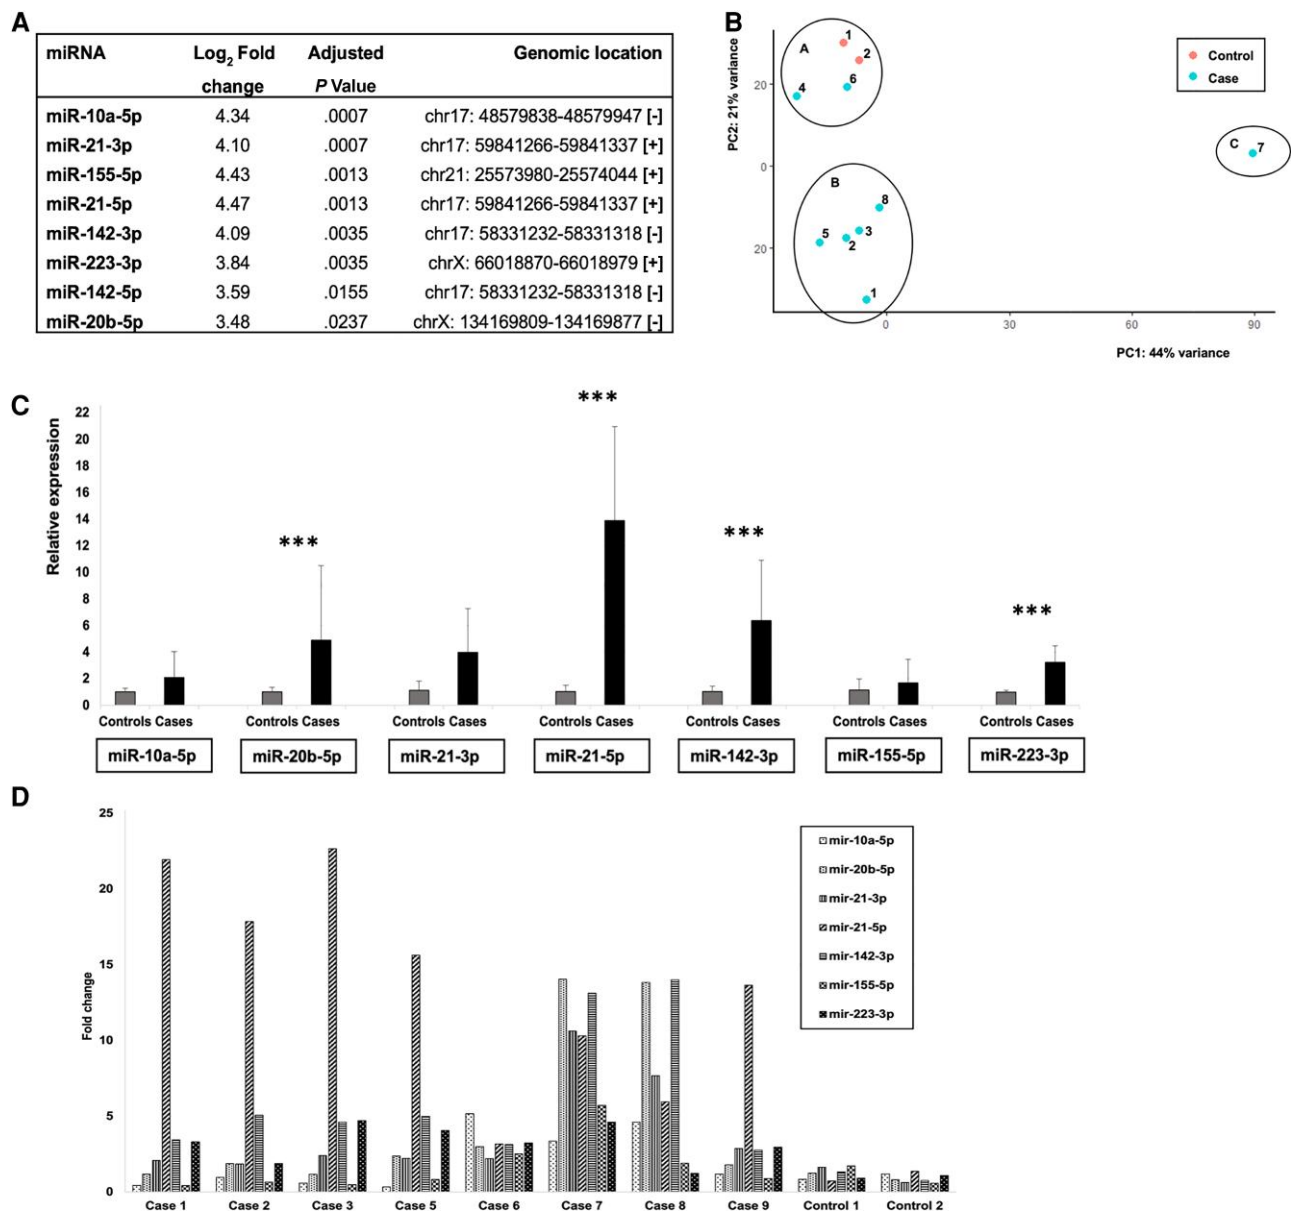 A
miRNA Log2 Fold change Adjusted P Value Genomic location
miR-10a-5p 4.34 .0007 chr17: 48579838-48579947 [-]
miR-21-3p 4.10 .0007 chr17: 59841266-59841337 [+]
miR-155-5p 4.43 .0013 chr21: 25573980-25574044 [+]
miR-21-5p 4.47 .0013 chr17: 59841266-59841337 [+]
miR-142-3p 4.09 .0035 chr17: 58331232-58331318 [-]
miR-223-3p 3.84 .0035 chrX: 66018870-66018979 [+]
miR-142-5p 3.59 .0155 chr17: 58331232-58331318 [-]
miR-20b-5p 3.48 .0237 chrX: 134169809-134169877 [-]
B
PC2: 21% variance
20
0
20
A
1
2
4
6
B
8
5
2
3
1
C
7
Control
Case
0 30 60 90
PC1: 44% variance
C
Relative expression
22
20
18
16
14
12
10
8
6
4
2
0
***
***
***
***
Controls Cases Controls Cases Controls Cases Controls Cases Controls Cases Controls Cases Controls Cases
miR-10a-5p miR-20b-5p miR-21-3p miR-21-5p miR-142-3p miR-155-5p miR-223-3p
D
Fold change
25
20
15
10
5
0
mir-10a-5p
mir-20b-5p
mir-21-3p
mir-21-5p
mir-142-3p
mir-155-5p
mir-223-3p
Case 1 Case 2 Case 3 Case 5 Case 6 Case 7 Case 8 Case 9 Control 1 Control 2